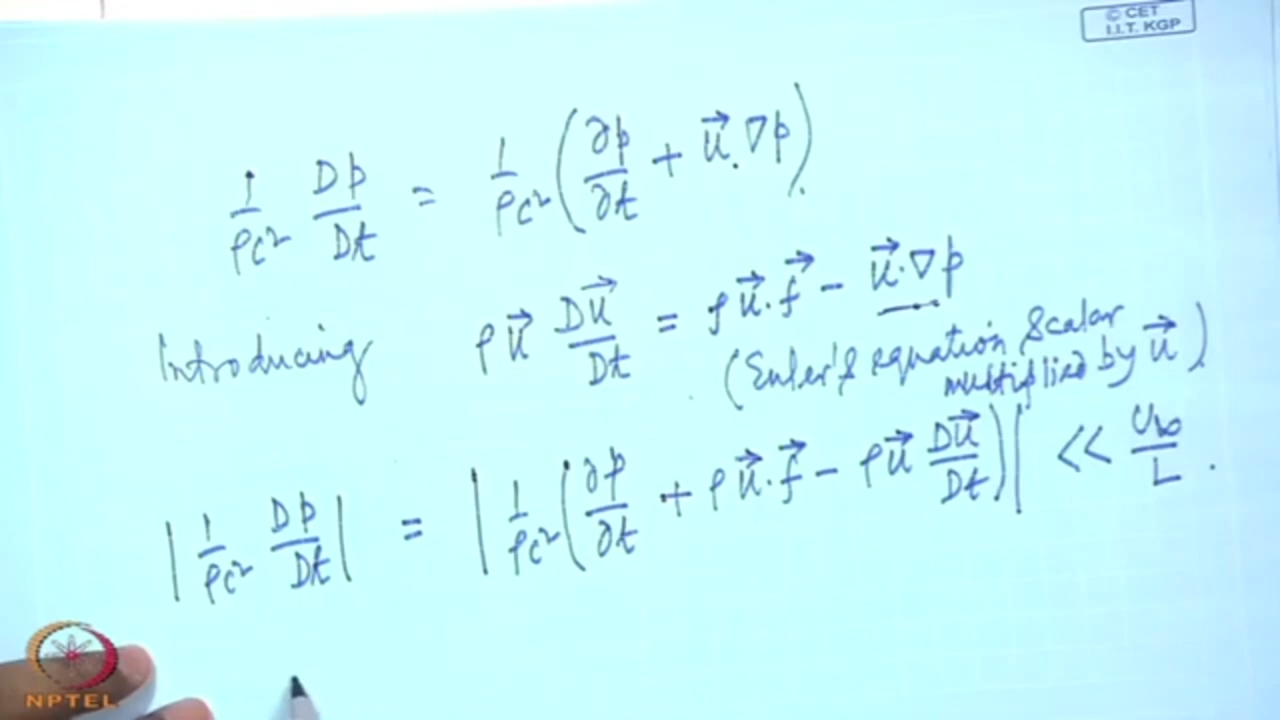 © CET
I.I.T. KGP
1/ρc² Dp/Dt = 1/ρc² (∂p/∂t + u⃗.∇p)
Introducing ρu⃗ Du⃗/Dt = ρu⃗.f⃗ - u⃗.∇p
(Euler's equation scalar
multiplied by u⃗)
|1/ρc² Dp/Dt| = |1/ρc² (∂p/∂t + ρu⃗.f⃗ - ρu⃗ Du⃗/Dt)| << U∞/L .
NPTEL